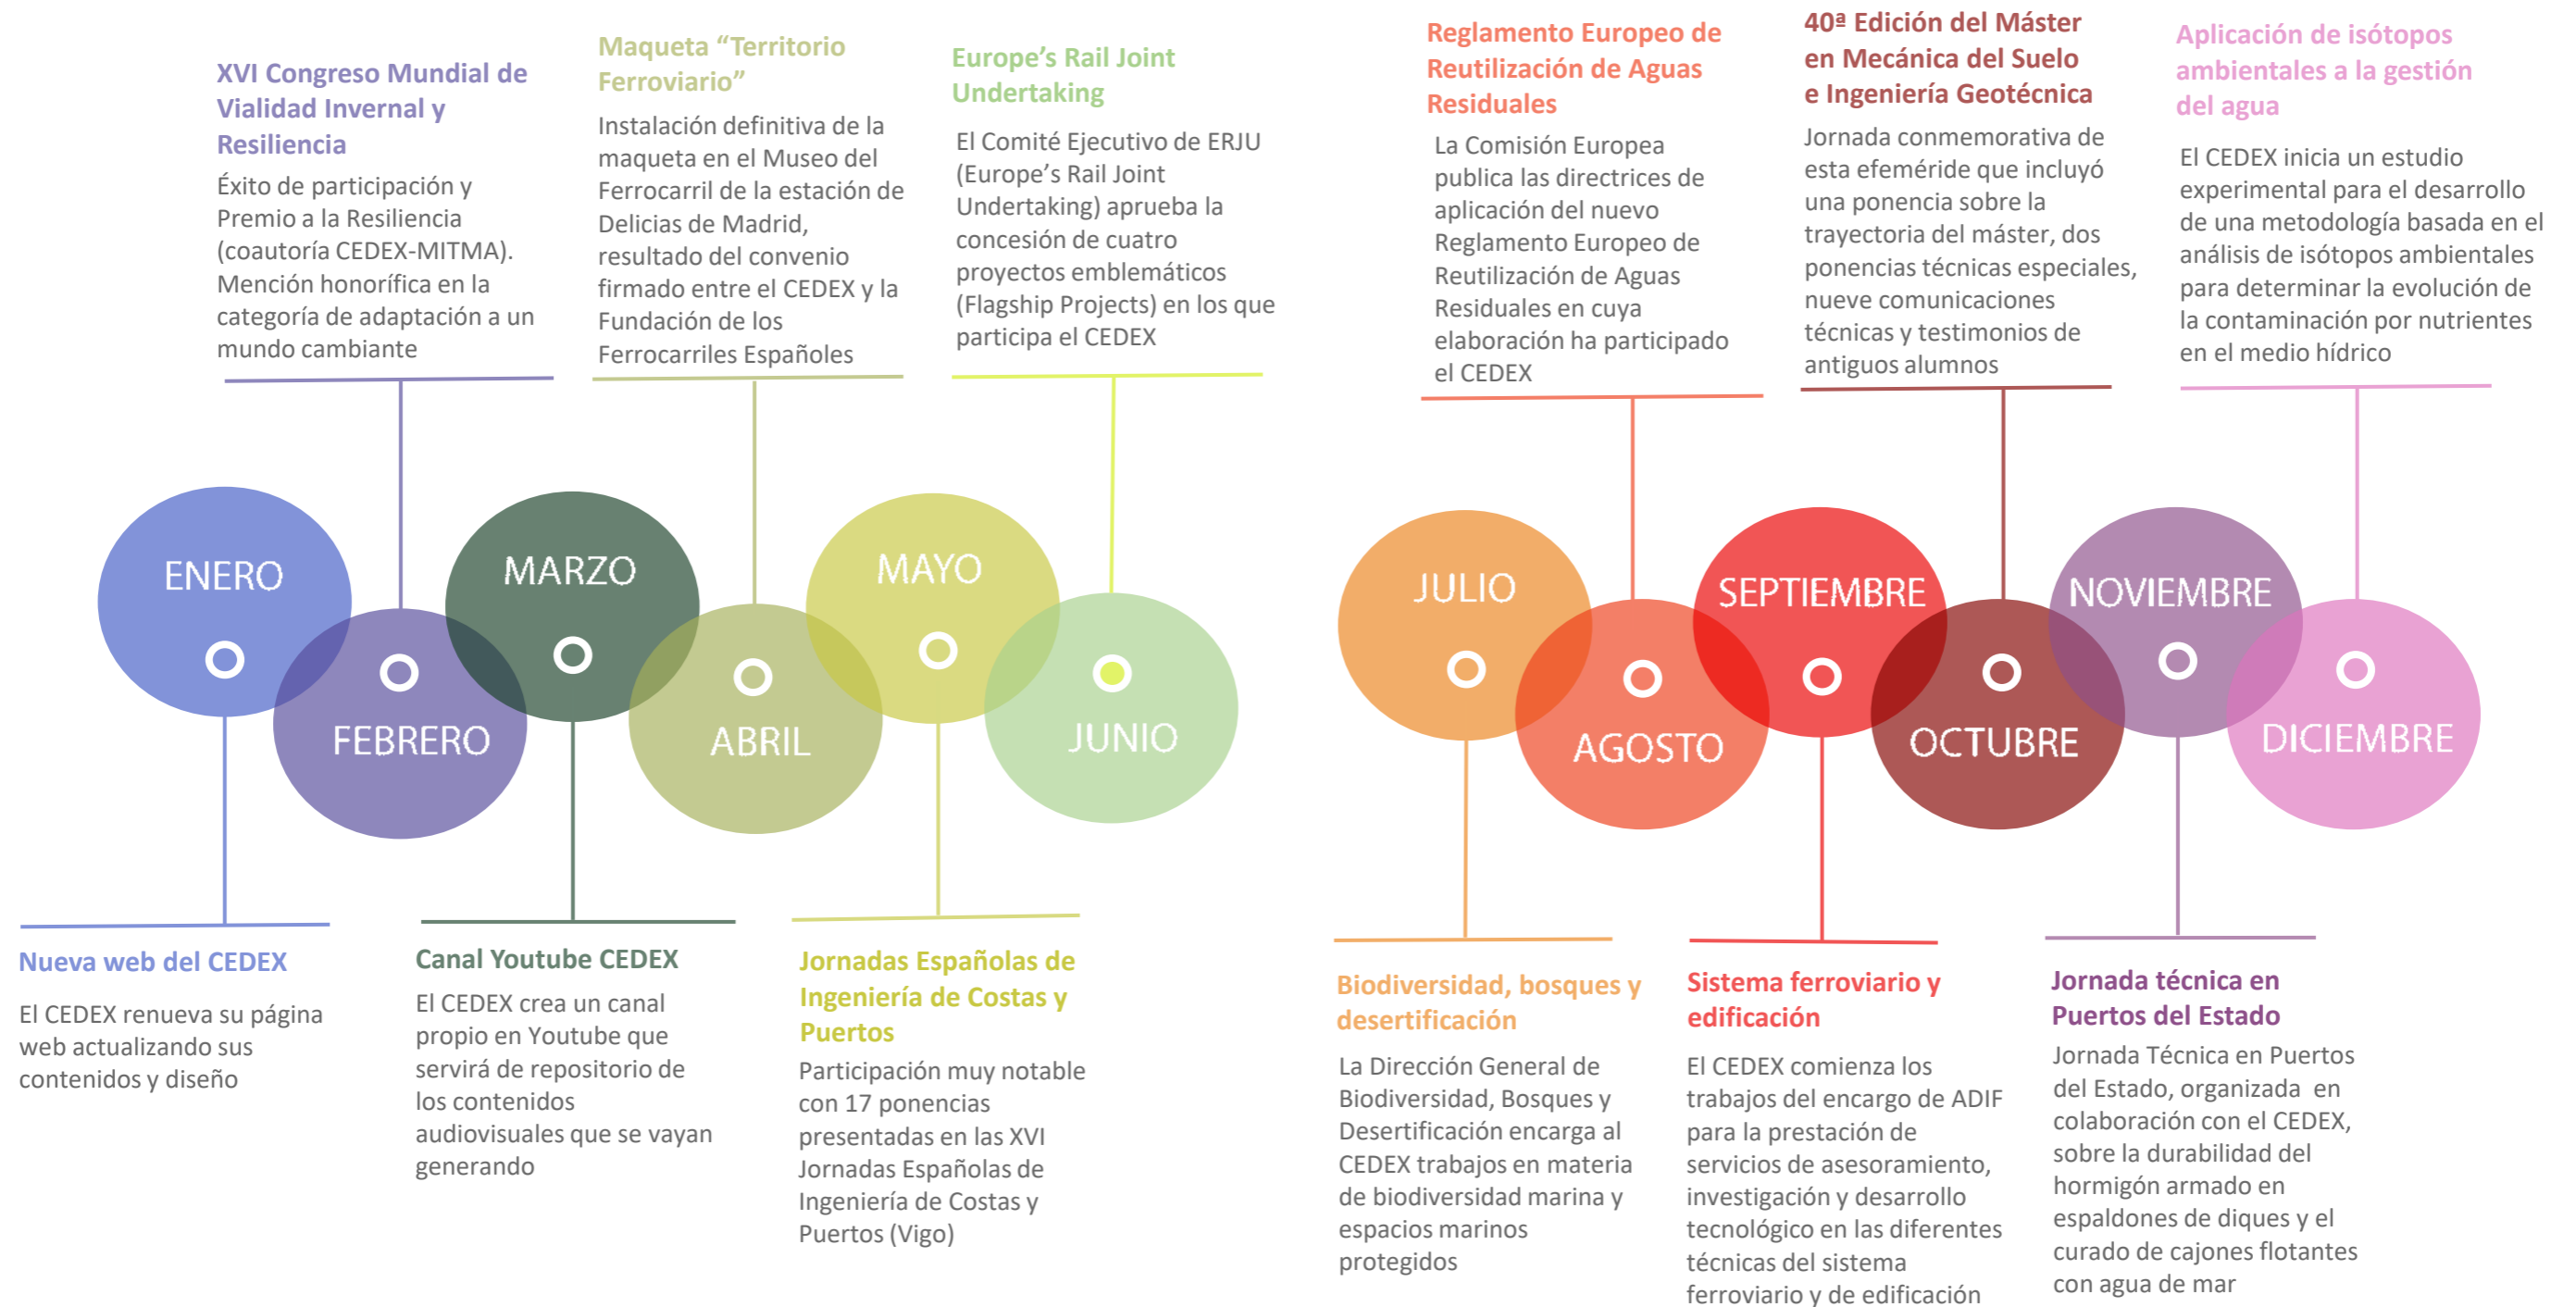 XVI Congreso Mundial de
Vialidad Invernal y
Resiliencia
Éxito de participación y
Premio a la Resiliencia
(coautoría CEDEX-MITMA).
Mención honorífica en la
categoría de adaptación a un
mundo cambiante
Maqueta “Territorio
Ferroviario”
Instalación definitiva de la
maqueta en el Museo del
Ferrocarril de la estación de
Delicias de Madrid,
resultado del convenio
firmado entre el CEDEX y la
Fundación de los
Ferrocarriles Españoles
Europe’s Rail Joint
Undertaking
El Comité Ejecutivo de ERJU
(Europe’s Rail Joint
Undertaking) aprueba la
concesión de cuatro
proyectos emblemáticos
(Flagship Projects) en los que
participa el CEDEX
Reglamento Europeo de
Reutilización de Aguas
Residuales
La Comisión Europea
publica las directrices de
aplicación del nuevo
Reglamento Europeo de
Reutilización de Aguas
Residuales en cuya
elaboración ha participado
el CEDEX
40ª Edición del Máster
en Mecánica del Suelo
e Ingeniería Geotécnica
Jornada conmemorativa de
esta efeméride que incluyó
una ponencia sobre la
trayectoria del máster, dos
ponencias técnicas especiales,
nueve comunicaciones
técnicas y testimonios de
antiguos alumnos
Aplicación de isótopos
ambientales a la gestión
del agua
El CEDEX inicia un estudio
experimental para el desarrollo
de una metodología basada en el
análisis de isótopos ambientales
para determinar la evolución de
la contaminación por nutrientes
en el medio hídrico
ENERO
FEBRERO
MARZO
ABRIL
MAYO
JUNIO
JULIO
AGOSTO
SEPTIEMBRE
OCTUBRE
NOVIEMBRE
DICIEMBRE
Nueva web del CEDEX
El CEDEX renueva su página
web actualizando sus
contenidos y diseño
Canal Youtube CEDEX
El CEDEX crea un canal
propio en Youtube que
servirá de repositorio de
los contenidos
audiovisuales que se vayan
generando
Jornadas Españolas de
Ingeniería de Costas y
Puertos
Participación muy notable
con 17 ponencias
presentadas en las XVI
Jornadas Españolas de
Ingeniería de Costas y
Puertos (Vigo)
Biodiversidad, bosques y
desertificación
La Dirección General de
Biodiversidad, Bosques y
Desertificación encarga al
CEDEX trabajos en materia
de biodiversidad marina y
espacios marinos
protegidos
Sistema ferroviario y
edificación
El CEDEX comienza los
trabajos del encargo de ADIF
para la prestación de
servicios de asesoramiento,
investigación y desarrollo
tecnológico en las diferentes
técnicas del sistema
ferroviario y de edificación
Jornada técnica en
Puertos del Estado
Jornada Técnica en Puertos
del Estado, organizada en
colaboración con el CEDEX,
sobre la durabilidad del
hormigón armado en
espaldones de diques y el
curado de cajones flotantes
con agua de mar